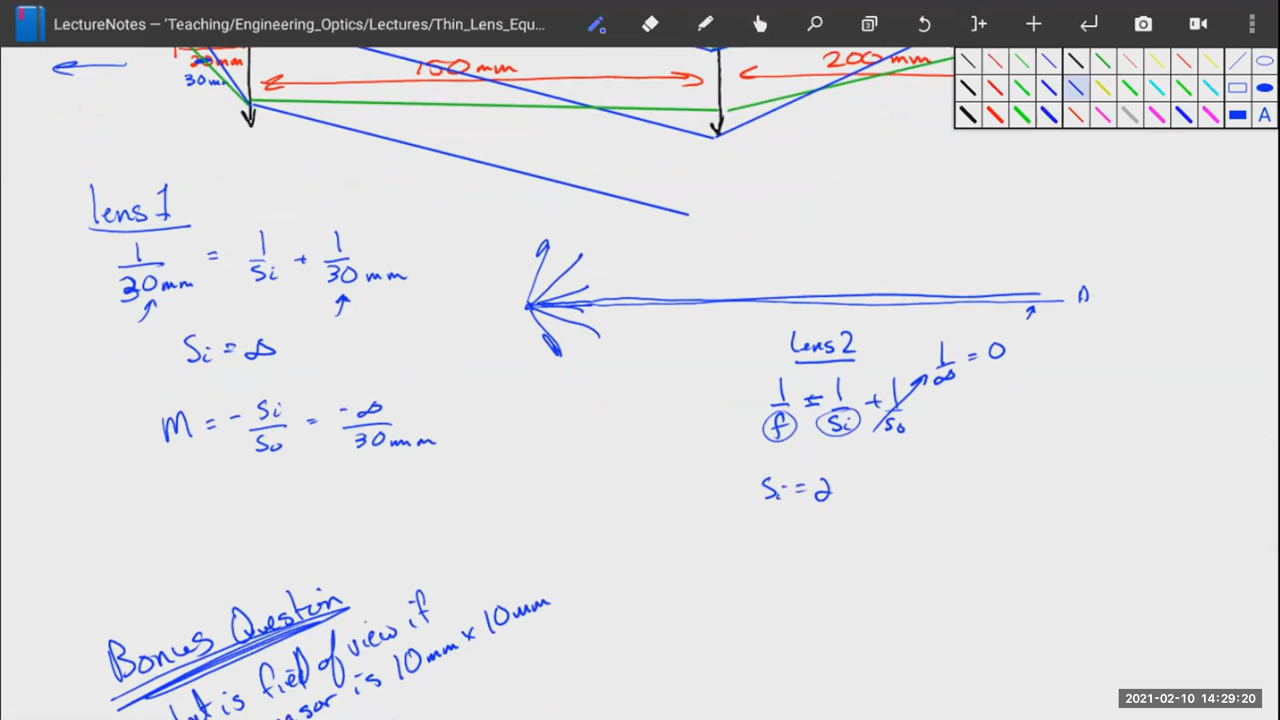 LectureNotes — 'Teaching/Engineering_Optics/Lectures/Thin_Lens_Equ...
20mm
30mm
150mm
200mm
A
lens 1
1/30mm = 1/Si + 1/30mm
Si = ∞
M = - Si/So = -∞/30mm
A
Lens 2
1/f = 1/Si + 1/So
1/∞ = 0
Si = 2
Bonus Question
is field of view if
is 10mm x 10mm
2021-02-10 14:29:20